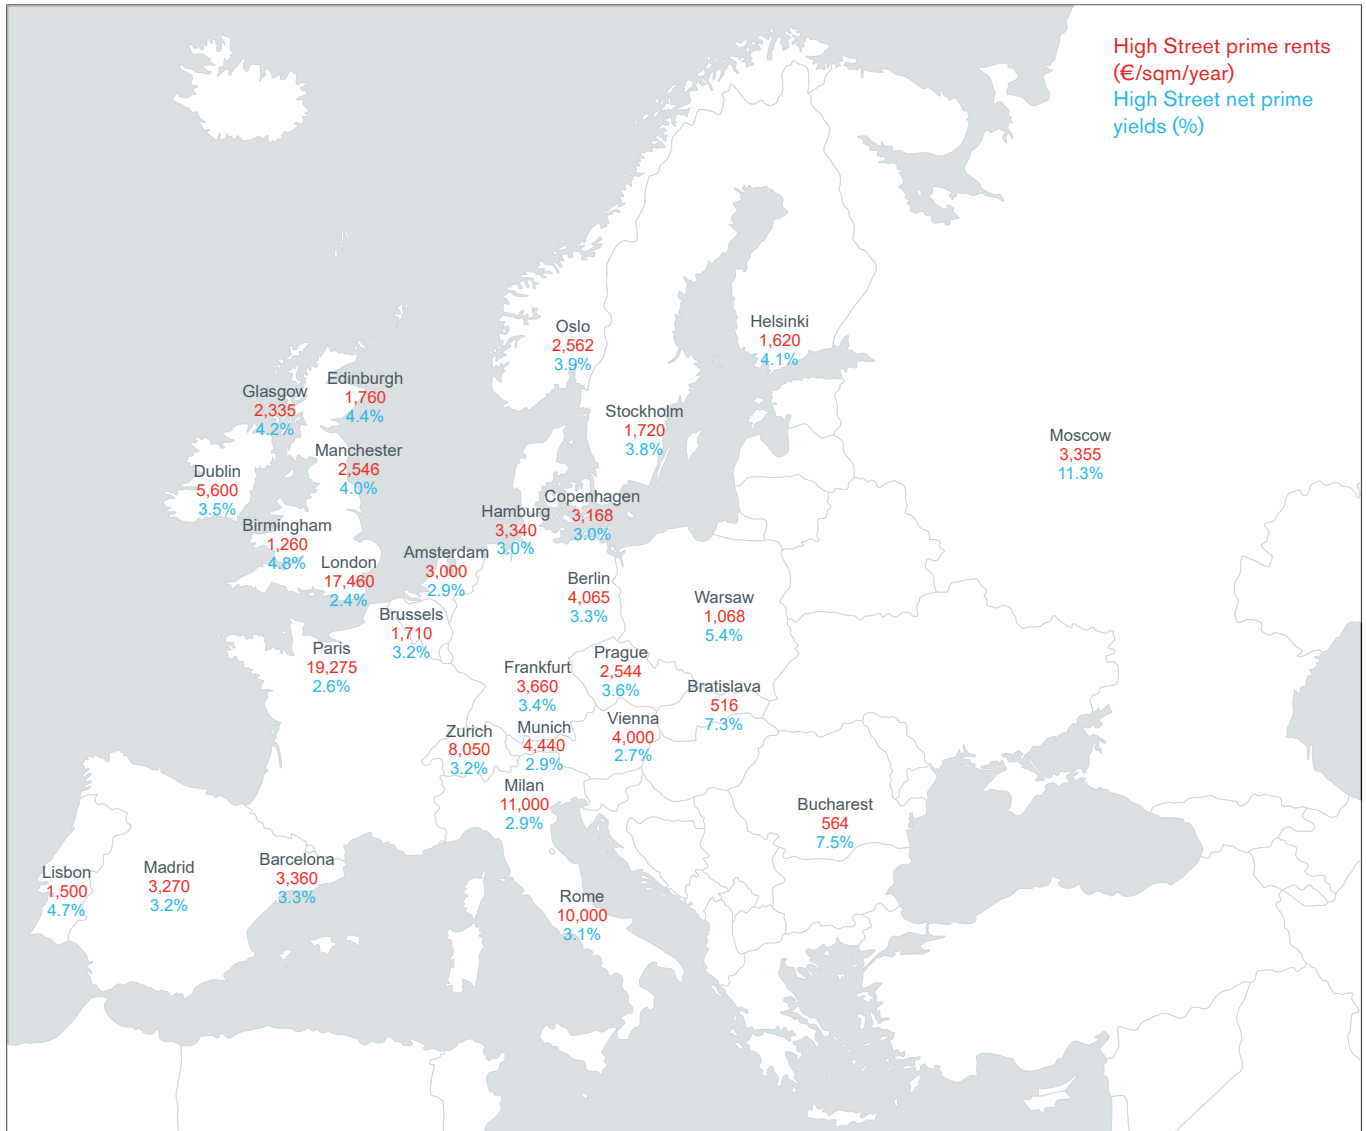 High Street prime rents
(€/sqm/year)
High Street net prime
yields (%)
Oslo
2,562
3.9%
Helsinki
1,620
4.1%
Glasgow
2,335
4.2%
Edinburgh
1,760
4.4%
Stockholm
1,720
3.8%
Moscow
3,355
11.3%
Manchester
2,546
4.0%
Dublin
5,600
3.5%
Copenhagen
3,168
3.0%
Hamburg
3,340
3.0%
Birmingham
1,260
4.8%
London
17,460
2.4%
Amsterdam
3,000
2.9%
Berlin
4,065
3.3%
Warsaw
1,068
5.4%
Brussels
1,710
3.2%
Paris
19,275
2.6%
Frankfurt
3,660
3.4%
Prague
2,544
3.6%
Bratislava
516
7.3%
Zurich
8,050
3.2%
Munich
4,440
2.9%
Vienna
4,000
2.7%
Milan
11,000
2.9%
Bucharest
564
7.5%
Lisbon
1,500
4.7%
Madrid
3,270
3.2%
Barcelona
3,360
3.3%
Rome
10,000
3.1%